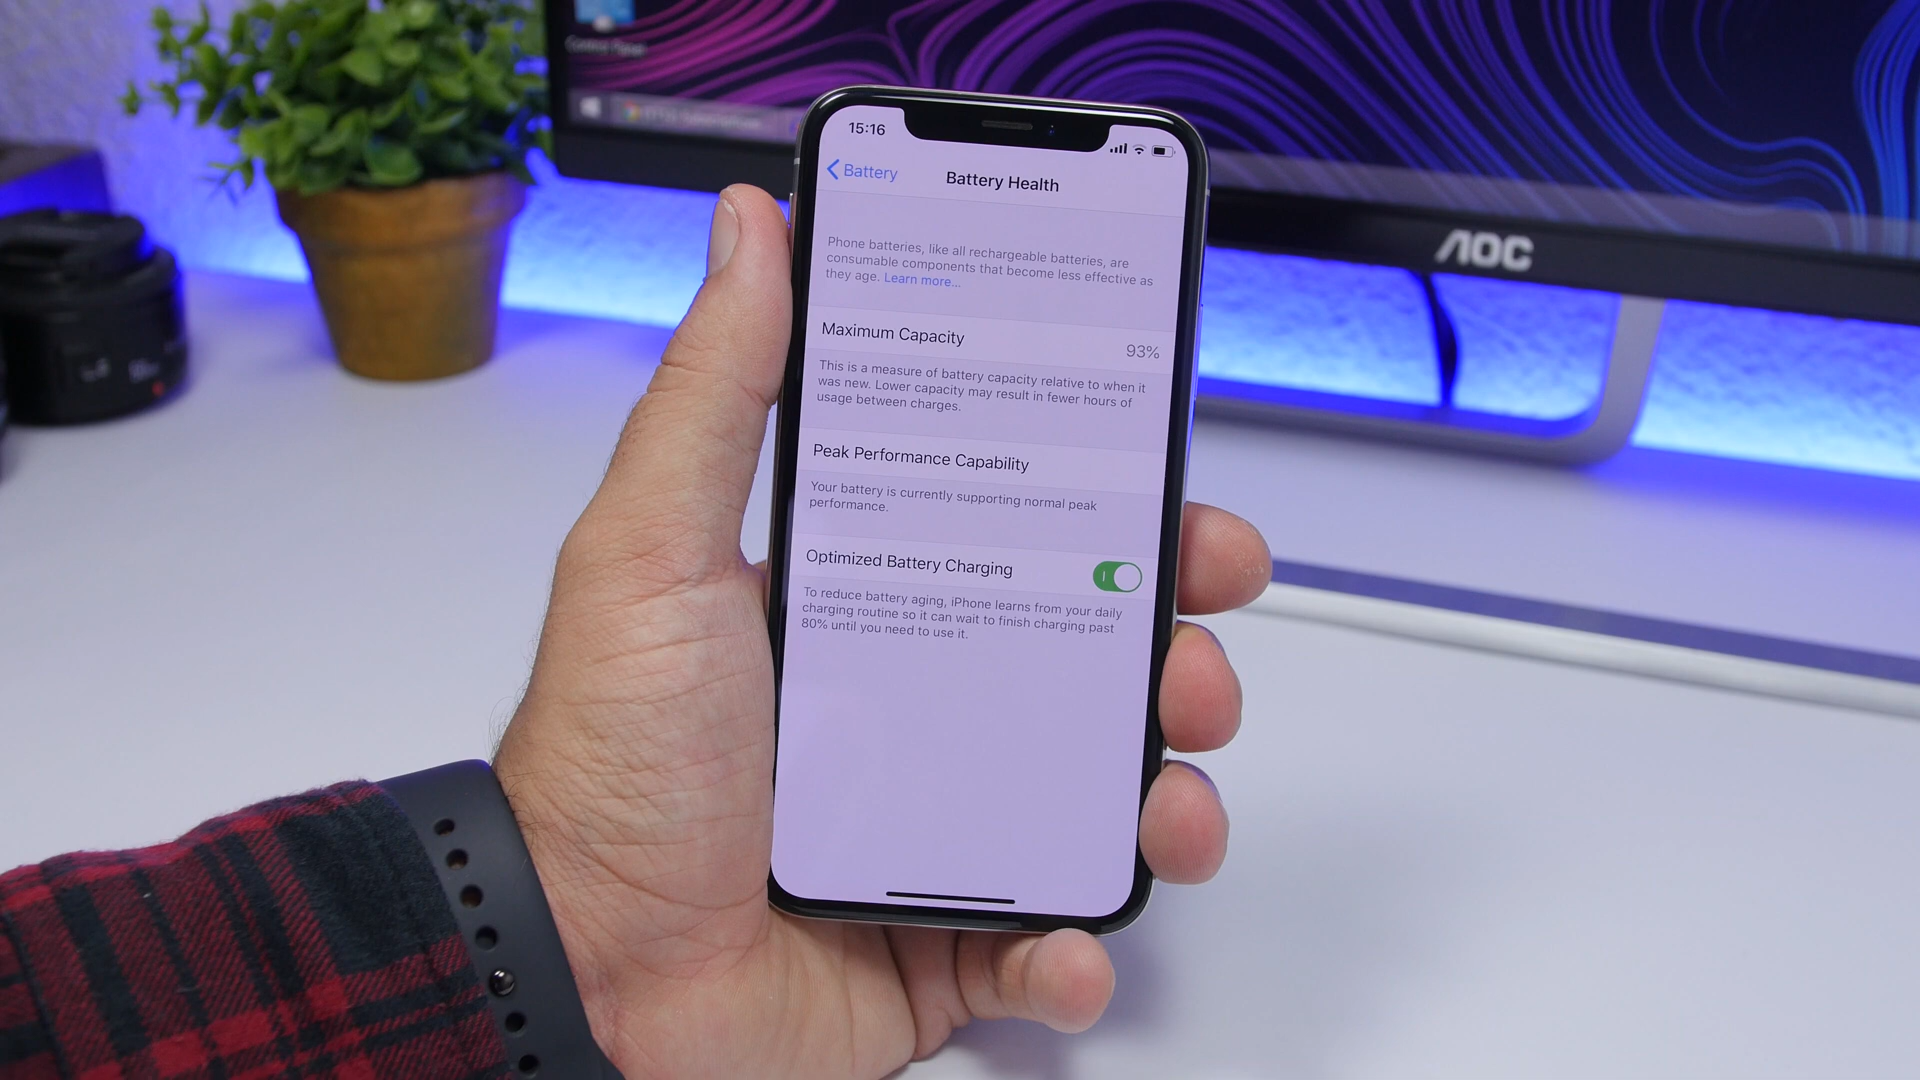 Control Panel
15:16
Battery
Battery Health
AOC
Phone batteries, like all rechargeable batteries, are
consumable components that become less effective as
they age. Learn more...
Maximum Capacity
93%
This is a measure of battery capacity relative to when it
was new. Lower capacity may result in fewer hours of
usage between charges.
Peak Performance Capability
Your battery is currently supporting normal peak
performance.
Optimized Battery Charging
To reduce battery aging, iPhone learns from your daily
charging routine so it can wait to finish charging past
80% until you need to use it.